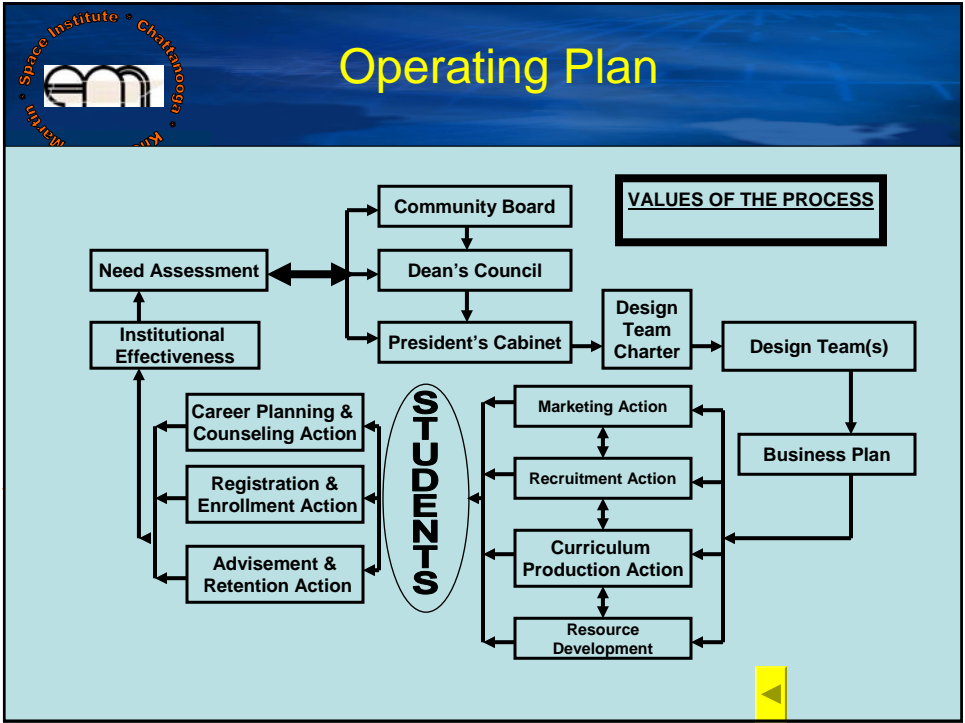 Space Institute • Chattanooga
Martin
em
Operating Plan
Community Board
VALUES OF THE PROCESS
Need Assessment
Dean's Council
Institutional
Effectiveness
President's Cabinet
Design
Team
Charter
Design Team(s)
Career Planning &
Counseling Action
STUDENTS
Marketing Action
Business Plan
Registration &
Enrollment Action
Recruitment Action
Curriculum
Production Action
Advisement &
Retention Action
Resource
Development